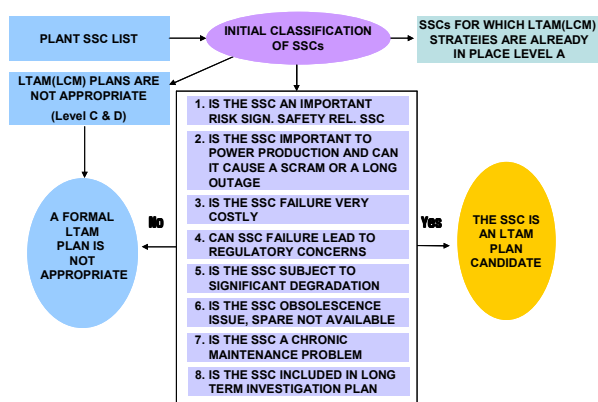 PLANT SSC LIST
INITIAL CLASSIFICATION
OF SSCs
SSCs FOR WHICH LTAM(LCM)
STRATEIES ARE ALREADY
IN PLACE LEVEL A
LTAM(LCM) PLANS ARE
NOT APPROPRIATE
(Level C & D)
1. IS THE SSC AN IMPORTANT
RISK SIGN. SAFETY REL. SSC
2. IS THE SSC IMPORTANT TO
POWER PRODUCTION AND CAN
IT CAUSE A SCRAM OR A LONG
OUTAGE
3. IS THE SSC FAILURE VERY
COSTLY
4. CAN SSC FAILURE LEAD TO
REGULATORY CONCERNS
5. IS THE SSC SUBJECT TO
SIGNIFICANT DEGRADATION
6. IS THE SSC OBSOLESCENCE
ISSUE, SPARE NOT AVAILABLE
7. IS THE SSC A CHRONIC
MAINTENANCE PROBLEM
8. IS THE SSC INCLUDED IN LONG
TERM INVESTIGATION PLAN
No
A FORMAL
LTAM
PLAN IS
NOT
APPROPRIATE
Yes
THE SSC IS
AN LTAM
PLAN
CANDIDATE